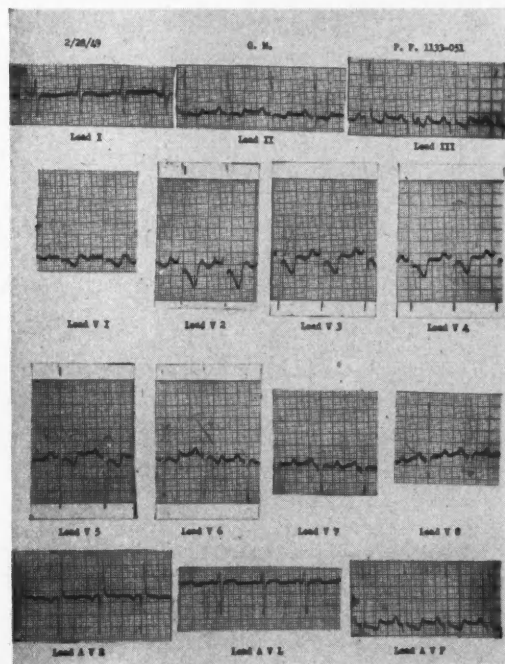 2/28/49 G. M. P. F. 1133-051
Lead I Lead II Lead III
Lead V 1 Lead V 2 Lead V 3 Lead V 4
Lead V 5 Lead V 6 Lead V 7 Lead V 8
Lead A V R Lead A V L Lead A V F